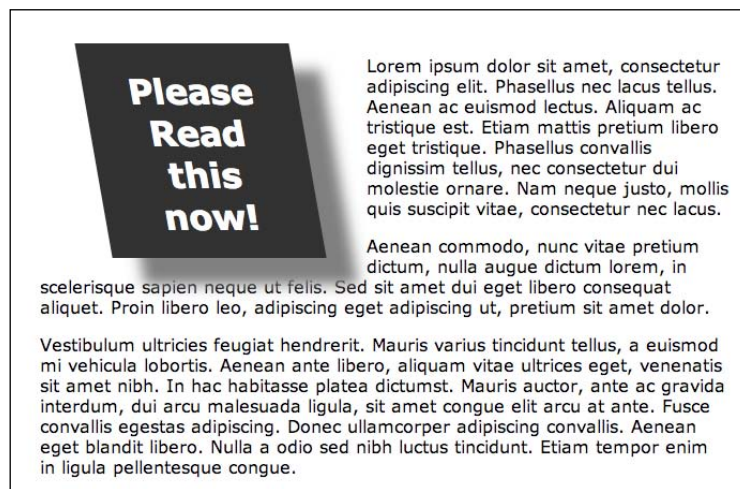 Please
Read
this
now!
Lorem ipsum dolor sit amet, consectetur
adipiscing elit. Phasellus nec lacus tellus.
Aenean ac euismod lectus. Aliquam ac
tristique est. Etiam mattis pretium libero
eget tristique. Phasellus convallis
dignissim tellus, nec consectetur dui
molestie ornare. Nam neque justo, mollis
quis suscipit vitae, consectetur nec lacus.
Aenean commodo, nunc vitae pretium
dictum, nulla augue dictum lorem, in
scelerisque sapien neque ut felis. Sed sit amet dui eget libero consequat
aliquet. Proin libero leo, adipiscing eget adipiscing ut, pretium sit amet dolor.
Vestibulum ultricies feugiat hendrerit. Mauris varius tincidunt tellus, a euismod
mi vehicula lobortis. Aenean ante libero, aliquam vitae ultrices eget, venenatis
sit amet nibh. In hac habitasse platea dictumst. Mauris auctor, ante ac gravida
interdum, dui arcu malesuada ligula, sit amet congue elit arcu at ante. Fusce
convallis egestas adipiscing. Donec ullamcorper adipiscing convallis. Aenean
eget blandit libero. Nulla a odio sed nibh luctus tincidunt. Etiam tempor enim
in ligula pellentesque congue.